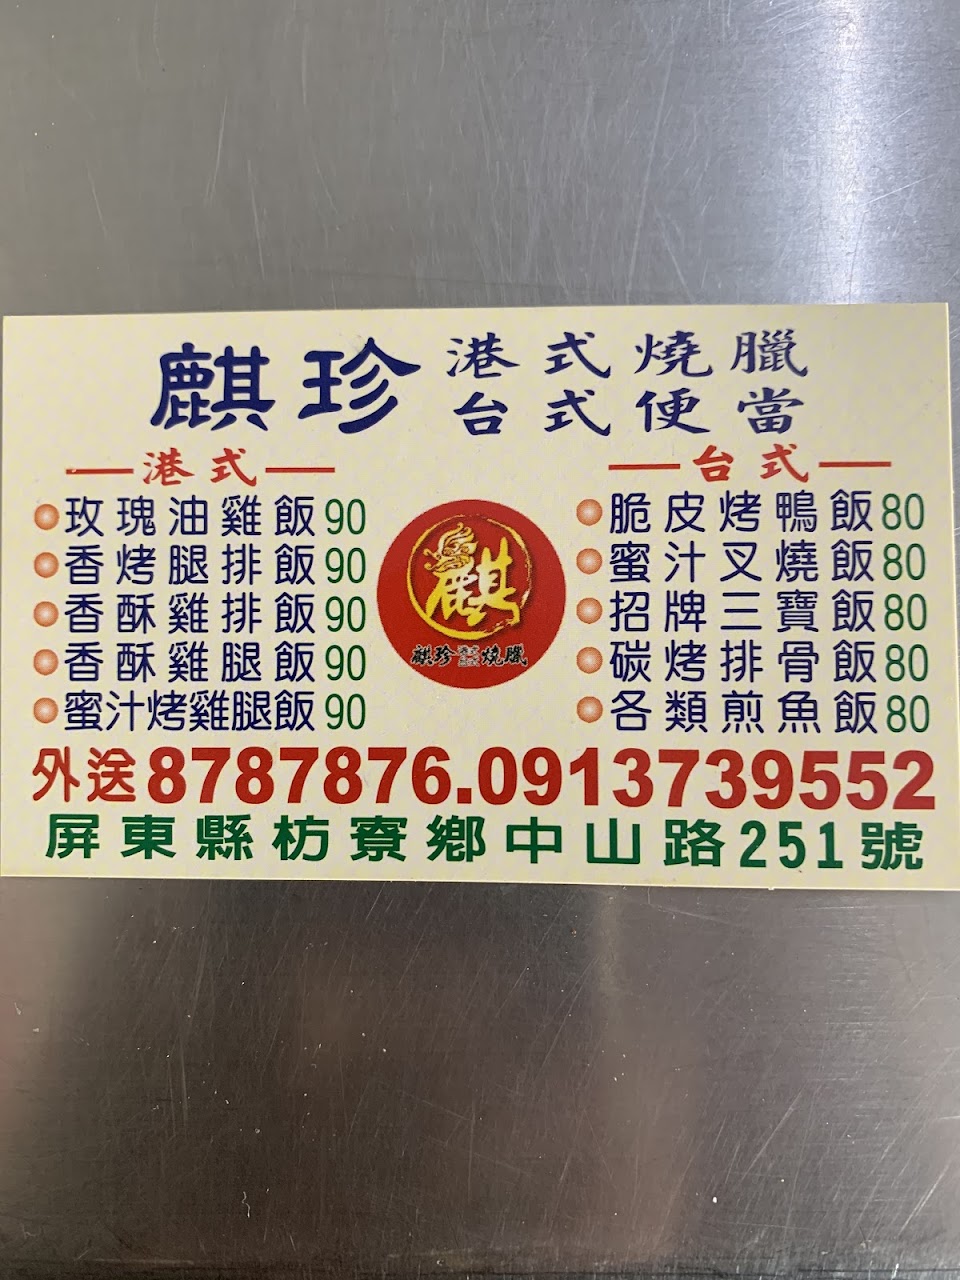 麒珍
港式燒臘
台式便當
港式
玫瑰油雞飯90
香烤腿排飯90
香酥雞排飯90
香酥雞腿飯90
蜜汁烤雞腿飯90
麒
麒珍 燒臘
台式
脆皮烤鴨飯80
蜜汁叉燒飯80
招牌三寶飯80
碳烤排骨飯80
各類煎魚飯80
外送8787876.0913739552
屏東縣枋寮鄉中山路251號